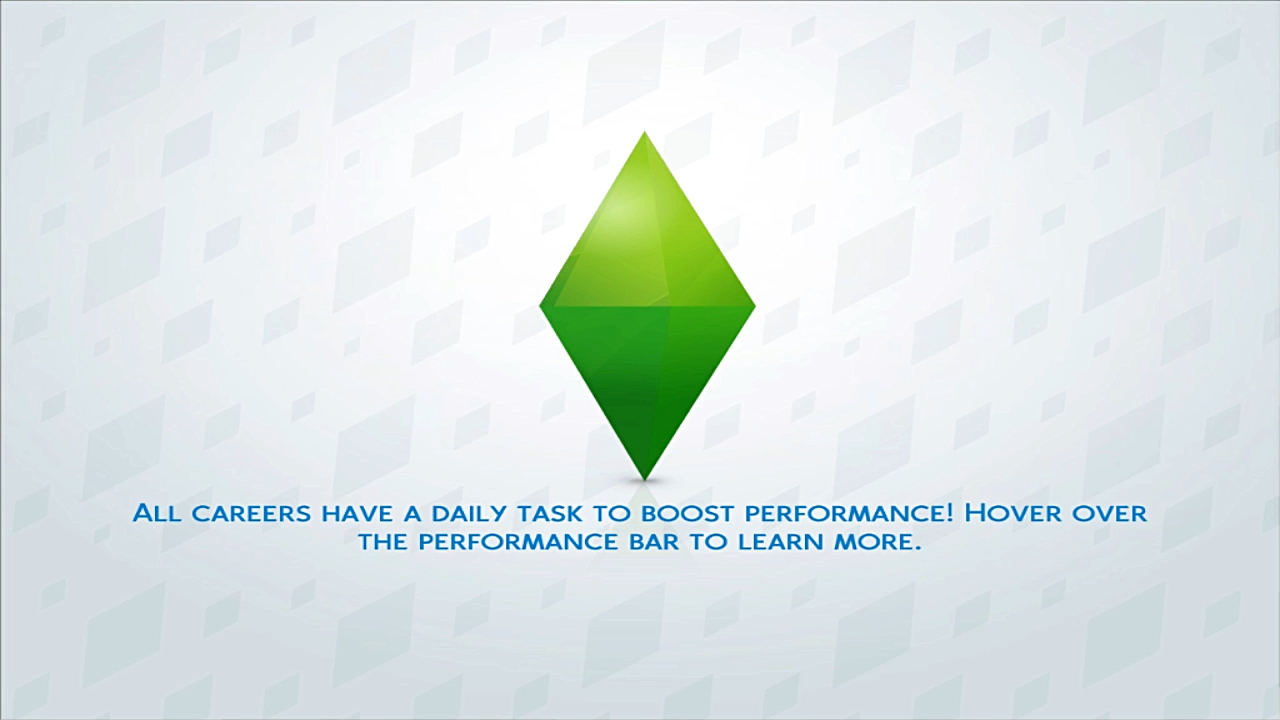 All careers have a daily task to boost performance! Hover over
the performance bar to learn more.